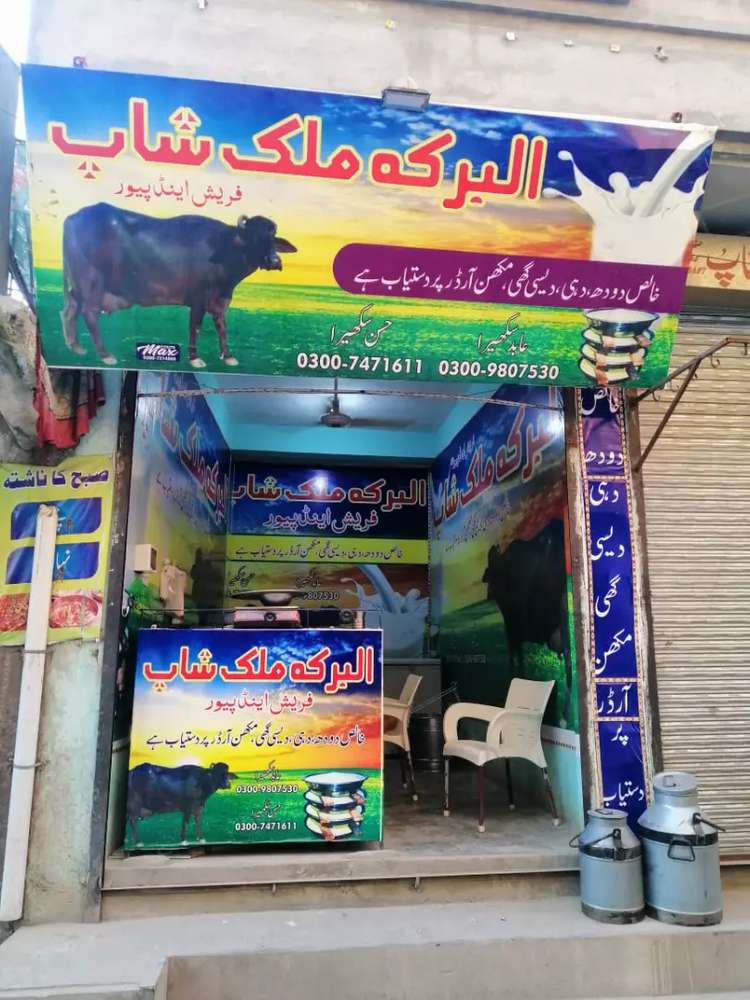 البرکہ ملک شاپ
فریش اینڈ پیور
خالص دودھ، دہی، دیسی گھی، مکھن آرڈر پر دستیاب ہے
عابد سکھیرا
حسن سکھیرا
0300-9807530
0300-7471611
Max
صبح کا ناشتہ
البرکہ ملک شاپ
البرکہ ملک شاپ
فریش اینڈ پیور
خالص دودھ، دہی، دیسی گھی، مکھن آرڈر پر دستیاب ہے
807530
البرکہ ملک شاپ
خالص
دودھ
دہی
دیسی
گھی
مکھن
آرڈر
پر
دستیاب
البرکہ ملک شاپ
فریش اینڈ پیور
خالص دودھ، دہی، دیسی گھی، مکھن آرڈر پر دستیاب ہے
0300-9807530
0300-7471611